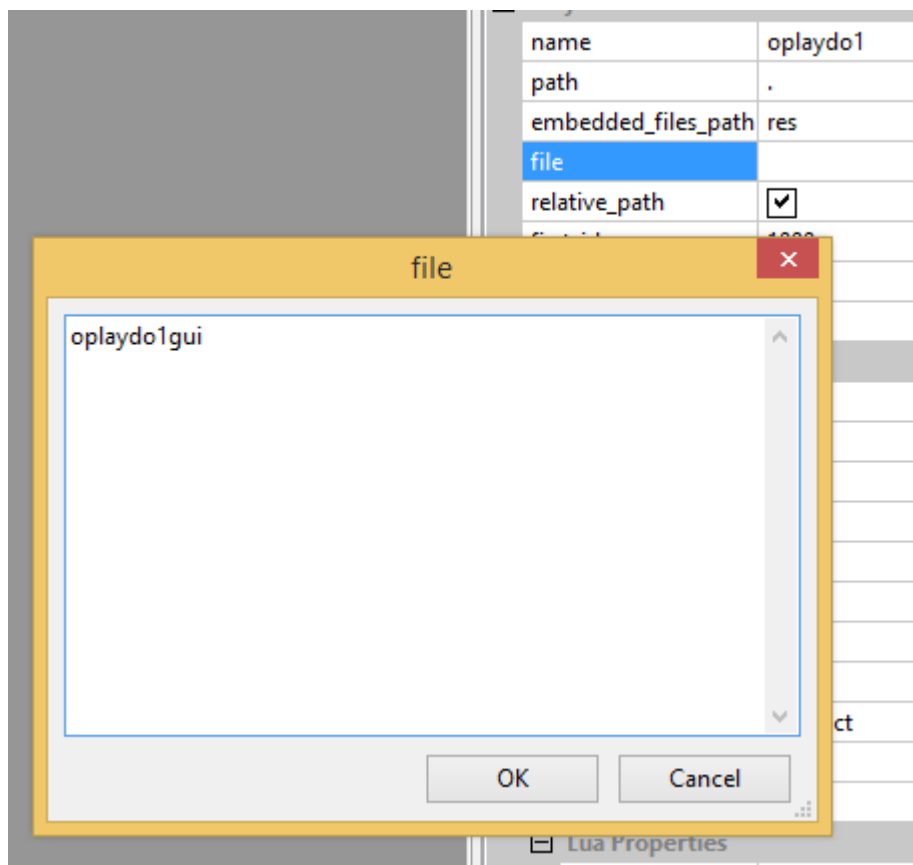 name oplaydo1
path .
embedded_files_path res
file
relative_path
file
oplaydo1gui
ct
OK Cancel
Lua Properties